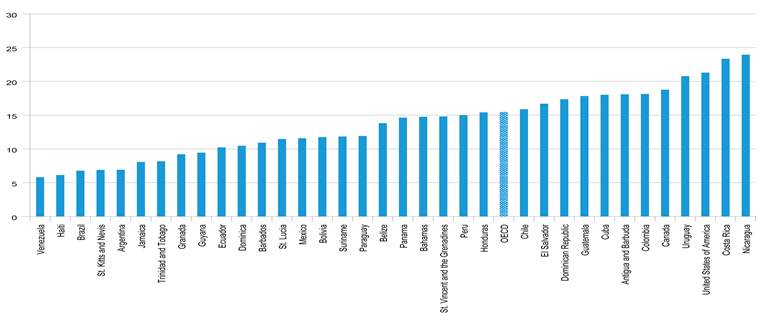 30
25
20
15
10
5
0
Venezuela
Haiti
Brazil
St. Kitts and Nevis
Argentina
Jamaica
Trinidad and Tobago
Granada
Guyana
Ecuador
Dominica
Barbados
St. Lucia
Mexico
Bolivia
Suriname
Paraguay
Belize
Panama
Bahamas
St. Vincent and the Grenadines
Peru
Honduras
OECD
Chile
El Salvador
Dominican Republic
Guatemala
Cuba
Antigua and Barbuda
Colombia
Canada
Uruguay
United States of America
Costa Rica
Nicaragua